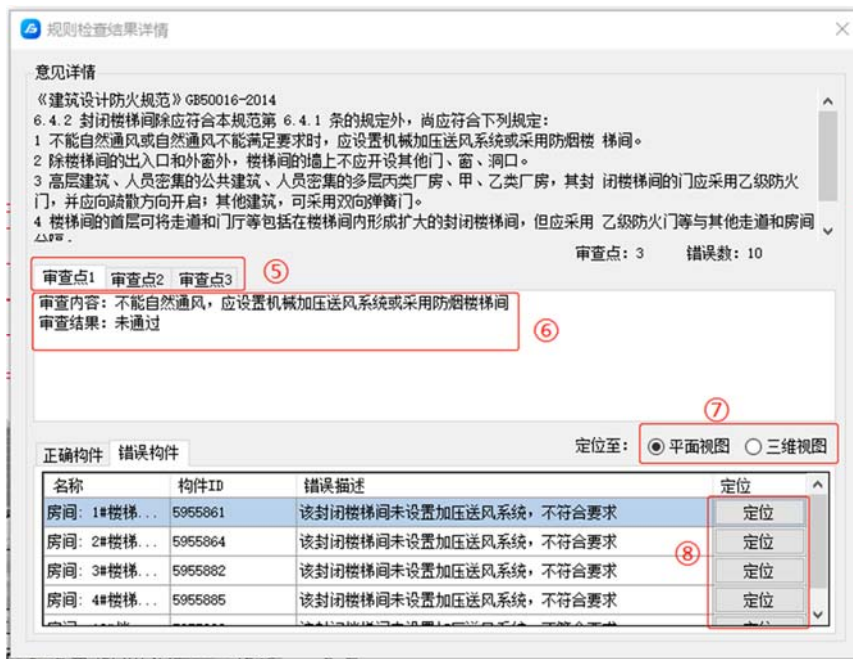 规则检查结果详情
意见详情
《建筑设计防火规范》GB50016-2014
6.4.2 封闭楼梯间除应符合本规范第 6.4.1 条的规定外，尚应符合下列规定：
1 不能自然通风或自然通风不能满足要求时，应设置机械加压送风系统或采用防烟楼 梯间。
2 除楼梯间的出入口和外窗外，楼梯间的墙上不应开设其他门、窗、洞口。
3 高层建筑、人员密集的公共建筑、人员密集的多层丙类厂房、甲、乙类厂房，其封 闭楼梯间的门应采用乙级防火
门，并应向疏散方向开启；其他建筑，可采用双向弹簧门。
4 楼梯间的首层可将走道和门厅等包括在楼梯间内形成扩大的封闭楼梯间，但应采用 乙级防火门等与其他走道和房间
审查点：3 错误数：10
审查点1 审查点2 审查点3 ⑤
审查内容：不能自然通风，应设置机械加压送风系统或采用防烟楼梯间
审查结果：未通过
⑥
⑦
正确构件 错误构件 定位至： 平面视图 三维视图
名称 构件ID 错误描述 定位
房间：1#楼梯... 5955861 该封闭楼梯间未设置加压送风系统，不符合要求 定位
房间：2#楼梯... 5955864 该封闭楼梯间未设置加压送风系统，不符合要求 定位
⑧
房间：3#楼梯... 5955882 该封闭楼梯间未设置加压送风系统，不符合要求 定位
房间：4#楼梯... 5955885 该封闭楼梯间未设置加压送风系统，不符合要求 定位